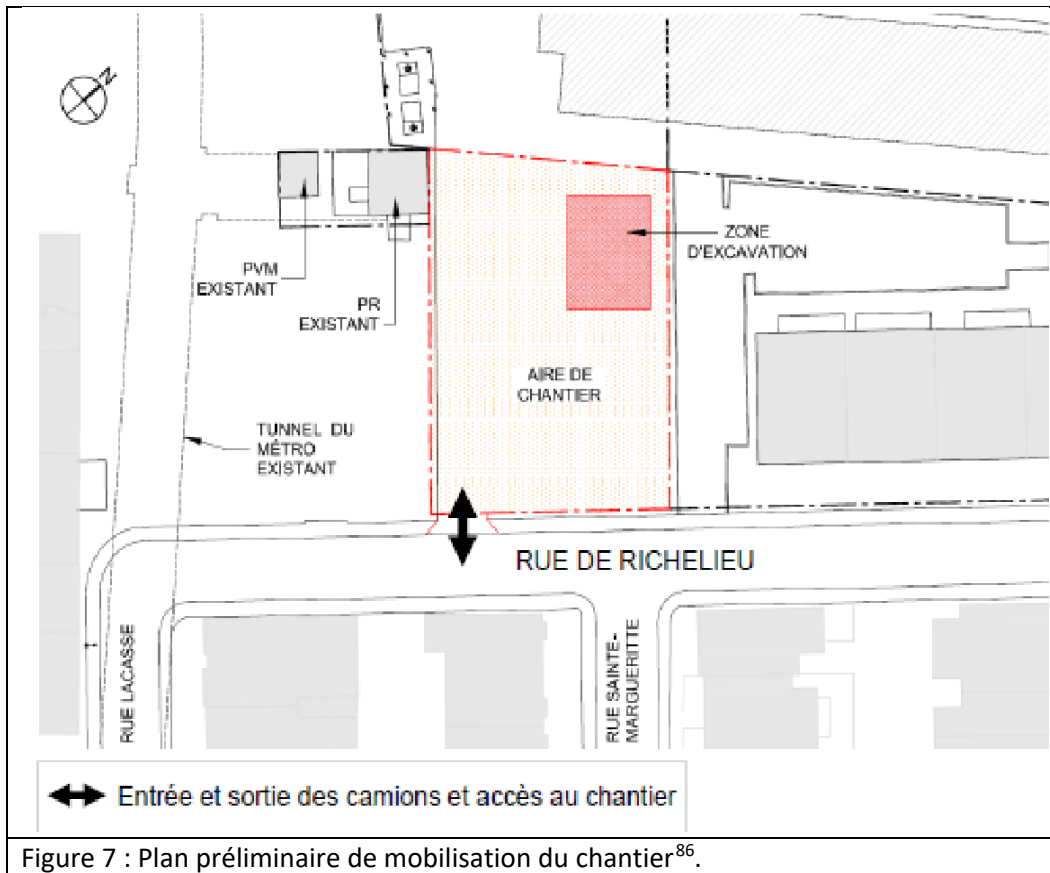 N
PVM
EXISTANT
PR
EXISTANT
ZONE
D'EXCAVATION
AIRE DE
CHANTIER
TUNNEL DU
MÉTRO
EXISTANT
RUE DE RICHELIEU
RUE LACASSE
RUE SAINTE-
MARGUERITTE
Entrée et sortie des camions et accès au chantier
Figure 7 : Plan préliminaire de mobilisation du chantier⁸⁶.